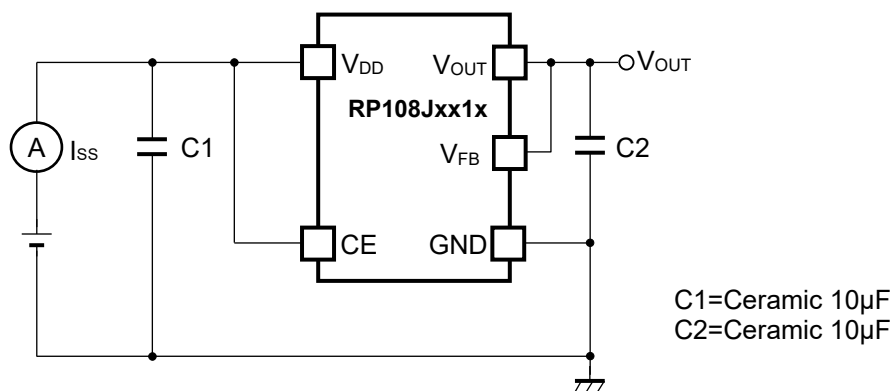 VDD
VOUT
VOUT
RP108Jxx1x
A
ISS
C1
VFB
C2
CE
GND
C1=Ceramic 10µF
C2=Ceramic 10µF